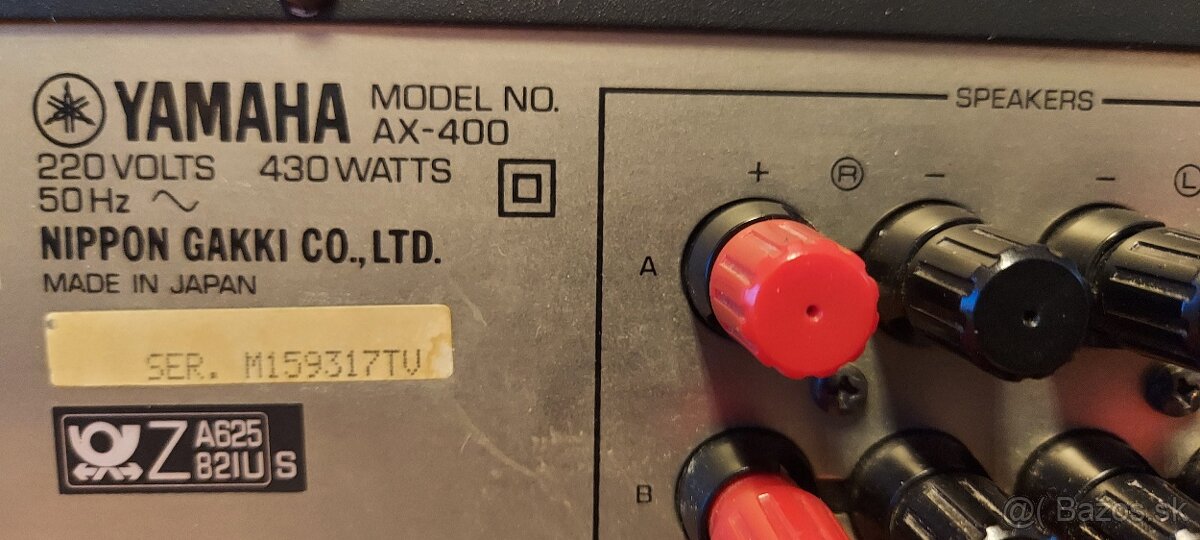 YAMAHA
MODEL NO.
AX-400
220 VOLTS 430 WATTS
50 Hz
NIPPON GAKKI CO., LTD.
MADE IN JAPAN
SER. M159317TV
Z A625
821U S
SPEAKERS
+ R - - L
A
B
@( Bazos.sk